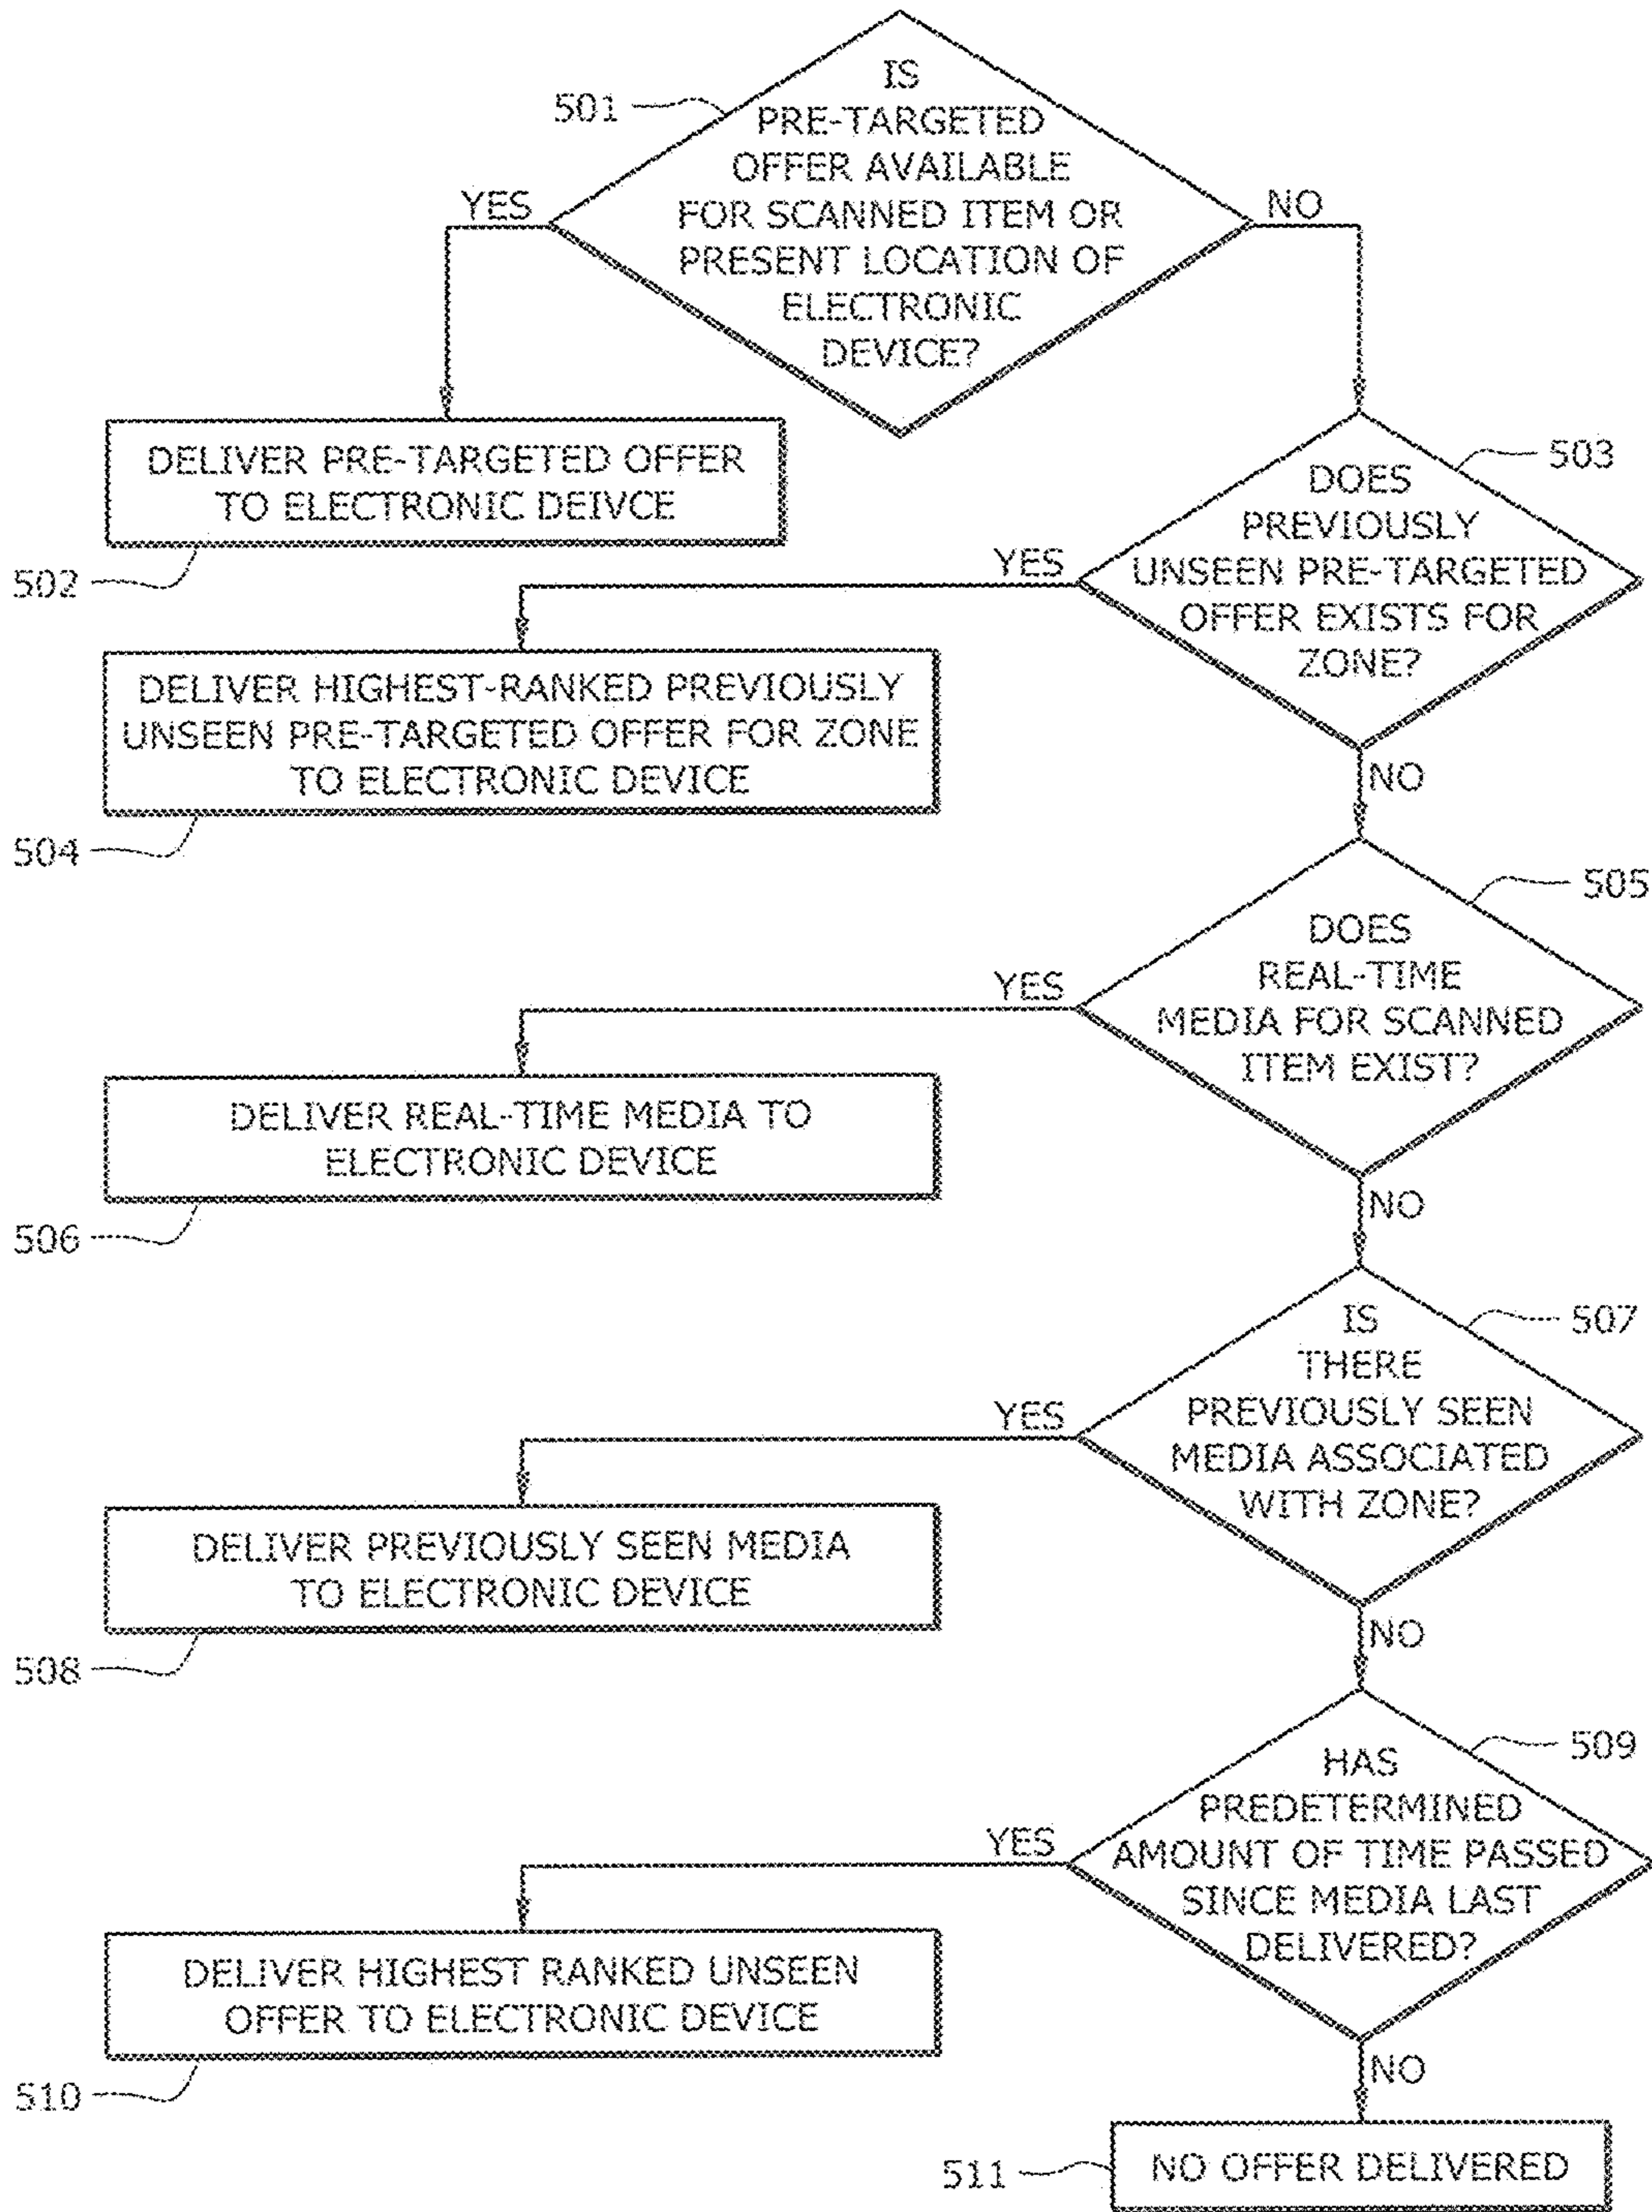 IS
501
PRE-TARGETED
OFFER AVAILABLE
YES
FOR SCANNED ITEM OR
NO
PRESENT LOCATION OF
ELECTRONIC
DEVICE?
DELIVER PRE-TARGETED OFFER
TO ELECTRONIC DEIVCE
502
503
DOES
PREVIOUSLY
UNSEEN PRE-TARGETED
OFFER EXISTS FOR
ZONE?
YES
DELIVER HIGHEST-RANKED PREVIOUSLY
UNSEEN PRE-TARGETED OFFER FOR ZONE
TO ELECTRONIC DEVICE
504
NO
505
DOES
REAL-TIME
MEDIA FOR SCANNED
ITEM EXIST?
YES
DELIVER REAL-TIME MEDIA TO
ELECTRONIC DEVICE
506
NO
507
IS
THERE
PREVIOUSLY SEEN
MEDIA ASSOCIATED
WITH ZONE?
YES
DELIVER PREVIOUSLY SEEN MEDIA
TO ELECTRONIC DEVICE
508
NO
509
HAS
PREDETERMINED
AMOUNT OF TIME PASSED
SINCE MEDIA LAST
DELIVERED?
YES
DELIVER HIGHEST RANKED UNSEEN
OFFER TO ELECTRONIC DEVICE
510
NO
511
NO OFFER DELIVERED